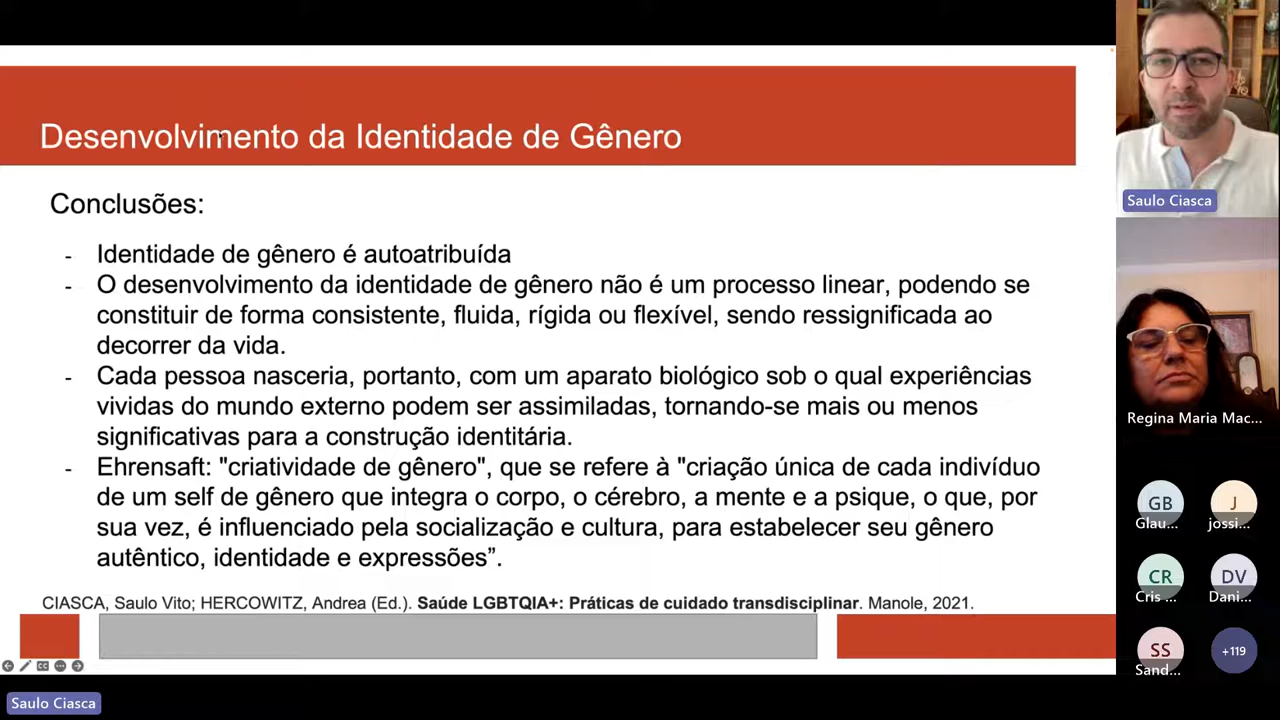 Desenvolvimento da Identidade de Gênero
Conclusões:
- Identidade de gênero é autoatribuída
- O desenvolvimento da identidade de gênero não é um processo linear, podendo se
constituir de forma consistente, fluida, rígida ou flexível, sendo ressignificada ao
decorrer da vida.
- Cada pessoa nasceria, portanto, com um aparato biológico sob o qual experiências
vividas do mundo externo podem ser assimiladas, tornando-se mais ou menos
significativas para a construção identitária.
- Ehrensaft: "criatividade de gênero", que se refere à "criação única de cada indivíduo
de um self de gênero que integra o corpo, o cérebro, a mente e a psique, o que, por
sua vez, é influenciado pela socialização e cultura, para estabelecer seu gênero
autêntico, identidade e expressões”.
CIASCA, Saulo Vito; HERCOWITZ, Andrea (Ed.). Saúde LGBTQIA+: Práticas de cuidado transdisciplinar. Manole, 2021.
CC
Saulo Ciasca
Saulo Ciasca
Regina Maria Mac...
GB
Glau...
J
jossi...
CR
Cris ...
DV
Dani...
SS
Sand...
+119